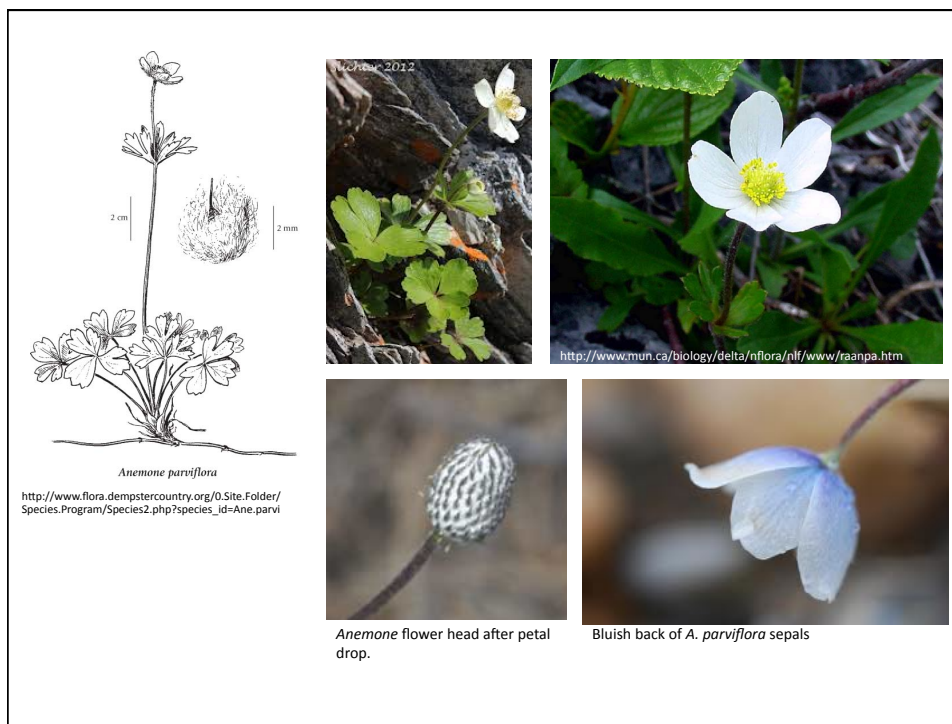 2 cm
2 mm
Anemone parviflora
http://www.flora.dempstercountry.org/0.Site.Folder/
Species.Program/Species2.php?species_id=Ane.parvi
2012
http://www.mun.ca/biology/delta/nflora/nlf/www/raanpa.htm
Anemone flower head after petal
drop.
Bluish back of A. parviflora sepals